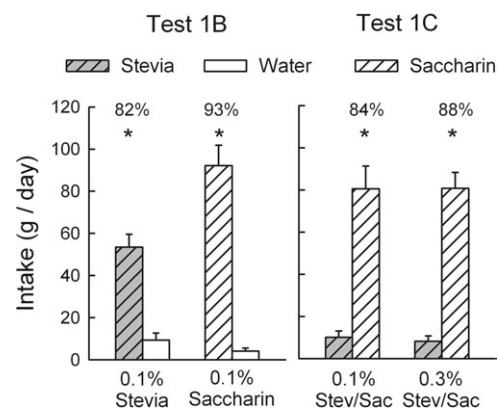 Test 1B Test 1C
Stevia Water Saccharin
120 82% 93% 84% 88%
* * * *
100
80
60
40
20
0
Intake (g / day)
0.1% 0.1% 0.1% 0.3%
Stevia Saccharin Stev/Sac Stev/Sac